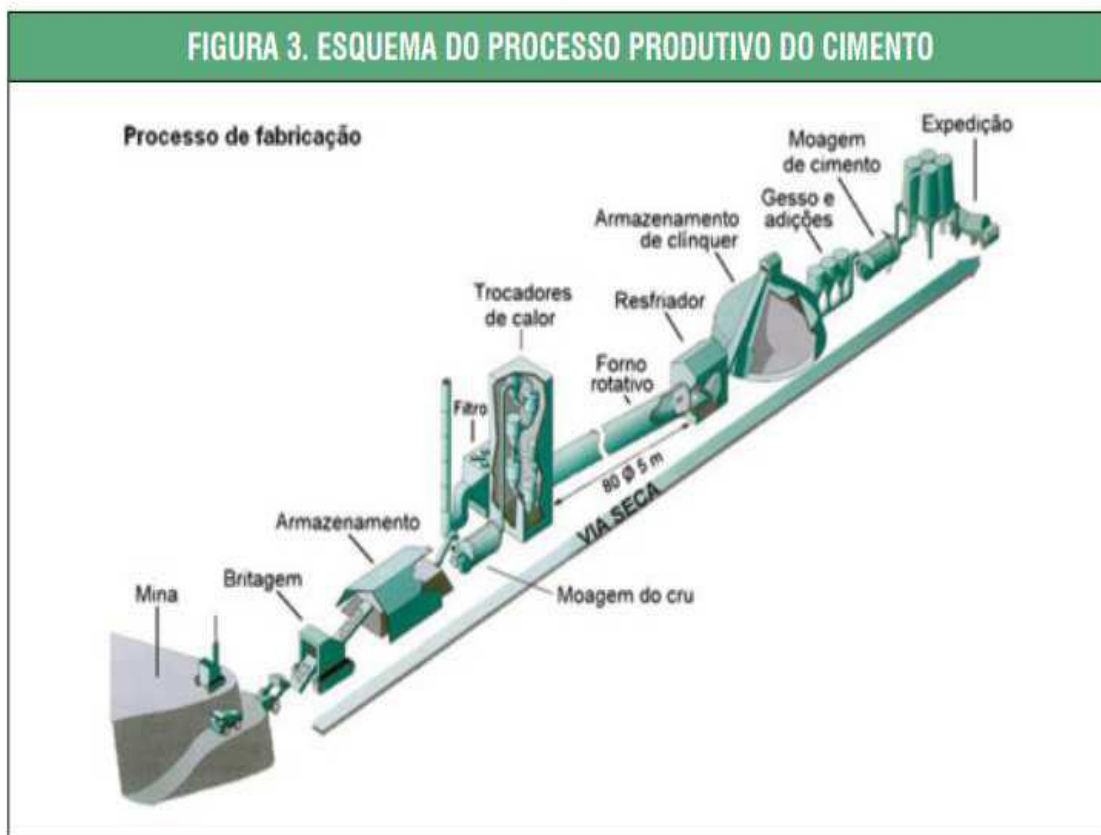 FIGURA 3. ESQUEMA DO PROCESSO PRODUTIVO DO CIMENTO
Processo de fabricação
Expedição
Moagem
de cimento
Gesso e
adições
Armazenamento
de clínquer
Resfriador
Trocadores
de calor
Forno
rotativo
Filtro
80 Ø 5 m
VIA SECA
Armazenamento
Moagem do cru
Britagem
Mina